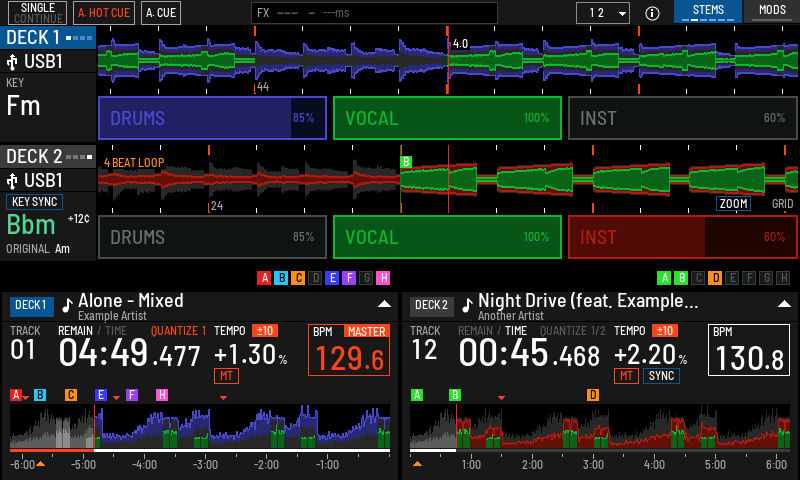 SINGLE
CONTINUE
A. HOT CUE
A. CUE
FX --- - ---ms
1 2
STEMS
MODS
DECK 1
USB1
KEY
Fm
4.0
44
DRUMS 85%
VOCAL 100%
INST 60%
DECK 2
USB1
KEY SYNC
Bbm +12¢
ORIGINAL Am
4 BEAT LOOP
B
24
ZOOM GRID
DRUMS 85%
VOCAL 100%
INST 60%
A B C D E F G H
A B C D E F G H
DECK 1
Alone - Mixed
Example Artist
TRACK
01
REMAIN / TIME
QUANTIZE 1
04:49.477
TEMPO ±10
+1.30%
MT
BPM MASTER
129.6
A B C E F H
-6:00 -5:00 -4:00 -3:00 -2:00 -1:00
DECK 2
Night Drive (feat. Example...
Another Artist
TRACK
12
REMAIN / TIME
QUANTIZE 1/2
00:45.468
TEMPO ±10
+2.20%
MT SYNC
BPM
130.8
A B D
1:00 2:00 3:00 4:00 5:00 6:00